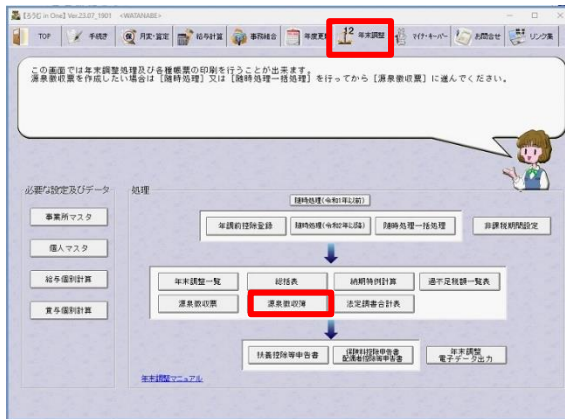 【ろうむ in One】 Ver.23.07_1901 <WATANABE>
TOP 手続き 月変・算定 給与計算 事務組合 年度更新 12 年末調整 マイナ・キーパー お問合せ リンク集
この画面では年末調整処理及び各種帳票の印刷を行うことが出来ます。
源泉徴収票を作成したい場合は［随時処理］又は［随時処理一括処理］を行ってから［源泉徴収票］に進んでください。
必要な設定及びデータ
事業所マスタ
個人マスタ
給与個別計算
賞与個別計算
処理
随時処理(令和1年以前)
年調前控除登録 随時処理(令和2年以降) 随時処理一括処理 非課税期間設定
年末調整一覧 総括表 納期特例計算 過不足税額一覧表
源泉徴収票 源泉徴収簿 法定調書合計表
扶養控除等申告書 保険料控除申告書 配偶者控除等申告書 年末調整 電子データ出力
年末調整マニュアル